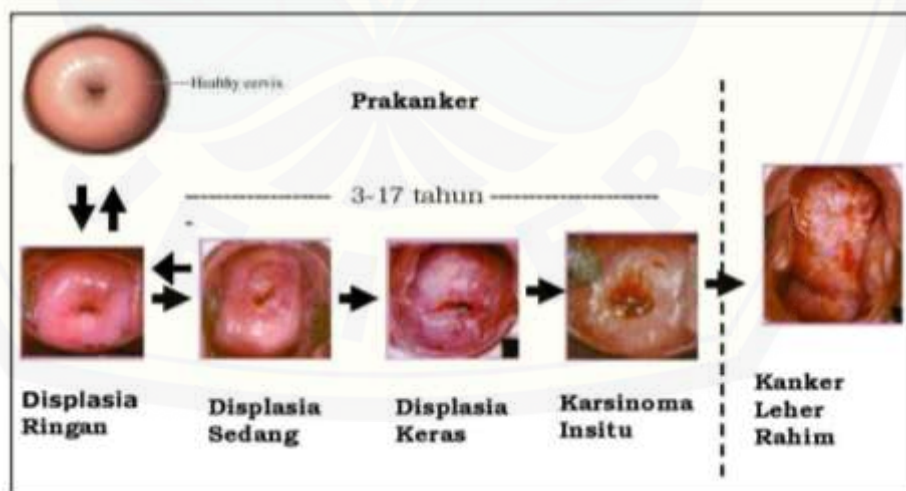 Healthy cervix
Prakanker
3-17 tahun
Displasia
Ringan
Displasia
Sedang
Displasia
Keras
Karsinoma
Insitu
Kanker
Leher
Rahim